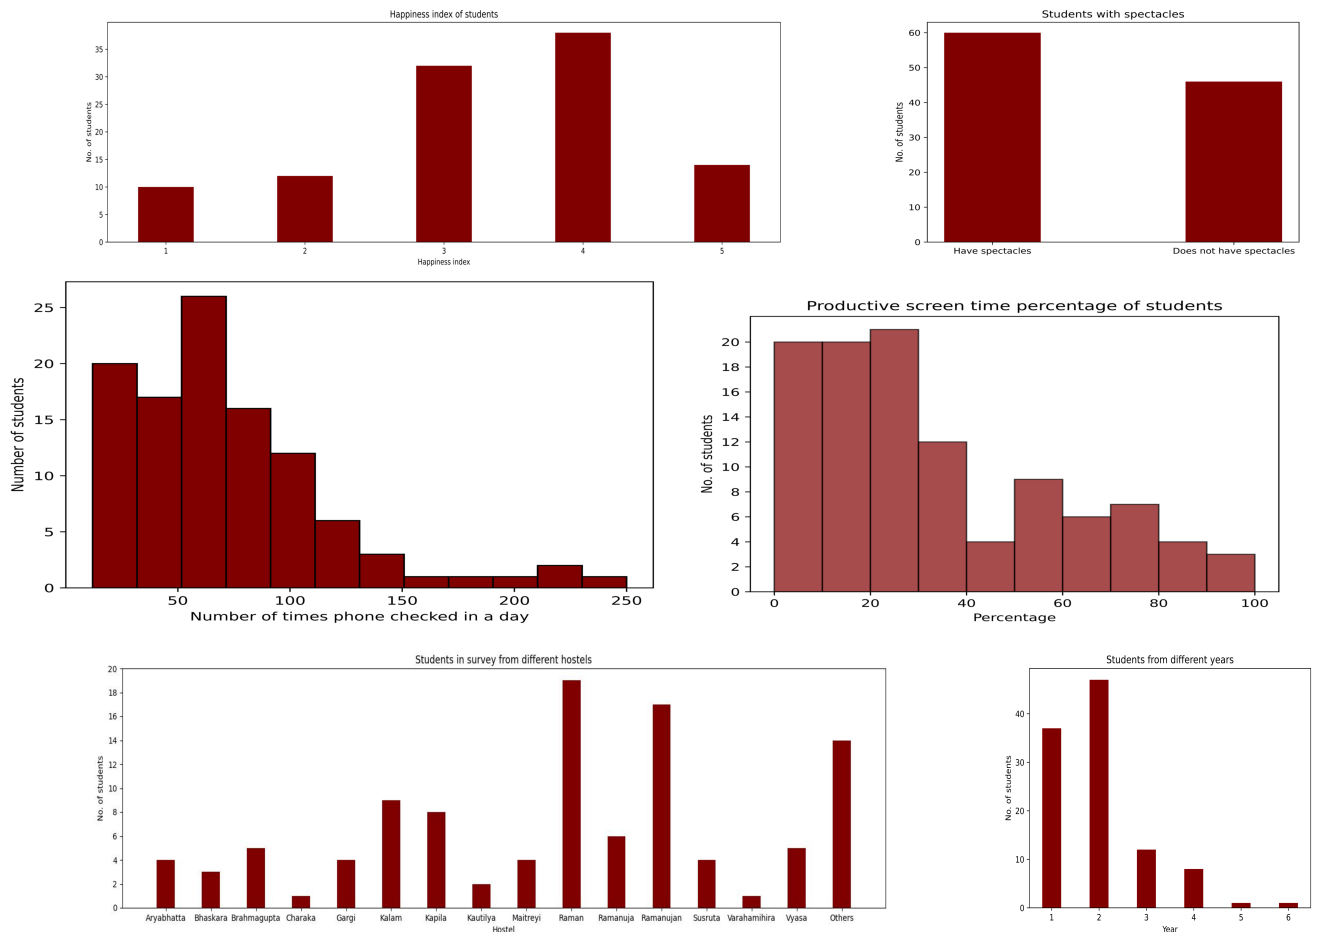 Happiness index of students
No. of students
0
5
10
15
20
25
30
35
1 2 3 4 5
Happiness index
Students with spectacles
No. of students
0
10
20
30
40
50
60
Have spectacles Does not have spectacles
Number of students
0
5
10
15
20
25
50 100 150 200 250
Number of times phone checked in a day
Productive screen time percentage of students
No. of students
0
2
4
6
8
10
12
14
16
18
20
0 20 40 60 80 100
Percentage
Students in survey from different hostels
No. of students
0
2
4
6
8
10
12
14
16
18
20
Aryabhatta Bhaskara Brahmagupta Charaka Gargi Kalam Kapila Kautilya Maitreyi Raman Ramanuja Ramanujan Susruta Varahamihira Vyasa Others
Hostel
Students from different years
No. of students
0
10
20
30
40
1 2 3 4 5 6
Year